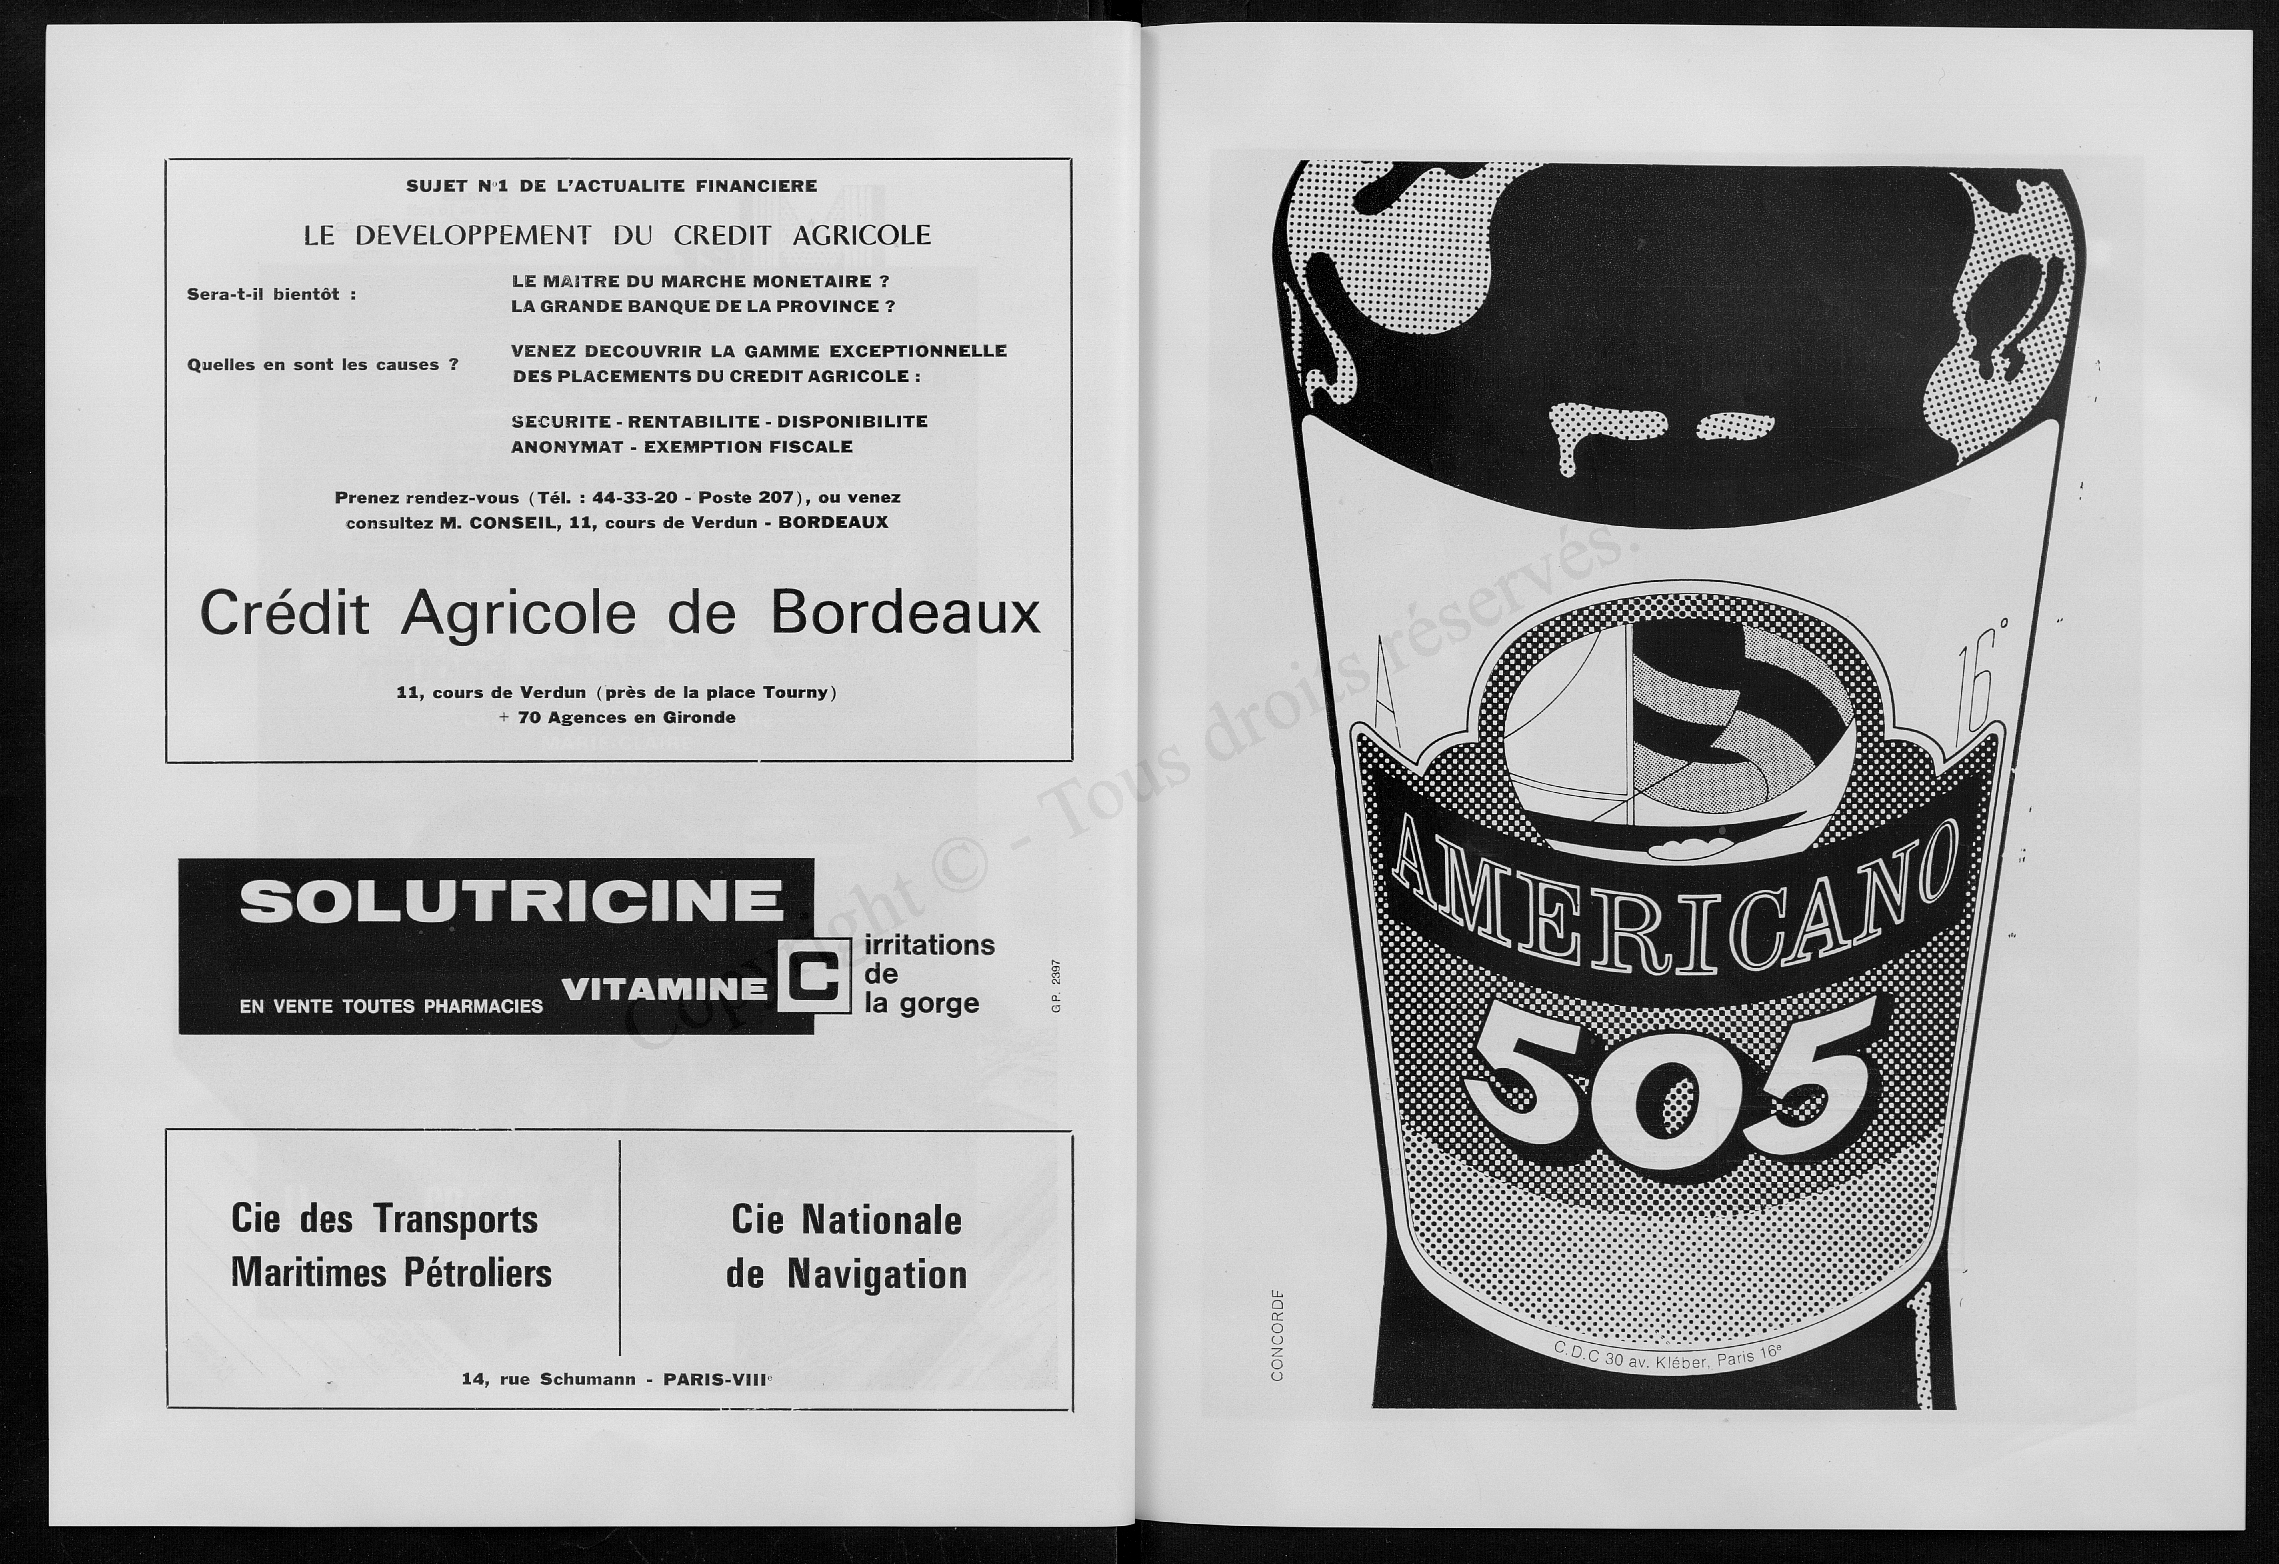 SUJET N°1 DE L'ACTUALITE FINANCIERE
LE DEVELOPPEMENT DU CREDIT AGRICOLE
Sera-t-il bientôt :
LE MAITRE DU MARCHE MONETAIRE ?
LA GRANDE BANQUE DE LA PROVINCE ?
Quelles en sont les causes ?
VENEZ DECOUVRIR LA GAMME EXCEPTIONNELLE
DES PLACEMENTS DU CREDIT AGRICOLE :
SECURITE - RENTABILITE - DISPONIBILITE
ANONYMAT - EXEMPTION FISCALE
Prenez rendez-vous (Tél. : 44-33-20 - Poste 207), ou venez
consultez M. CONSEIL, 11, cours de Verdun - BORDEAUX
Crédit Agricole de Bordeaux
11, cours de Verdun (près de la place Tourny)
+ 70 Agences en Gironde
SOLUTRICINE
EN VENTE TOUTES PHARMACIES
VITAMINE C
irritations
de
la gorge
G.P. 2397
Cie des Transports
Maritimes Pétroliers
Cie Nationale
de Navigation
14, rue Schumann - PARIS-VIIIe
Copyright © - Tous droits réservés.
16°
AMERICANO
505
C.D.C 30 av. Kléber, Paris 16e
CONCORDE